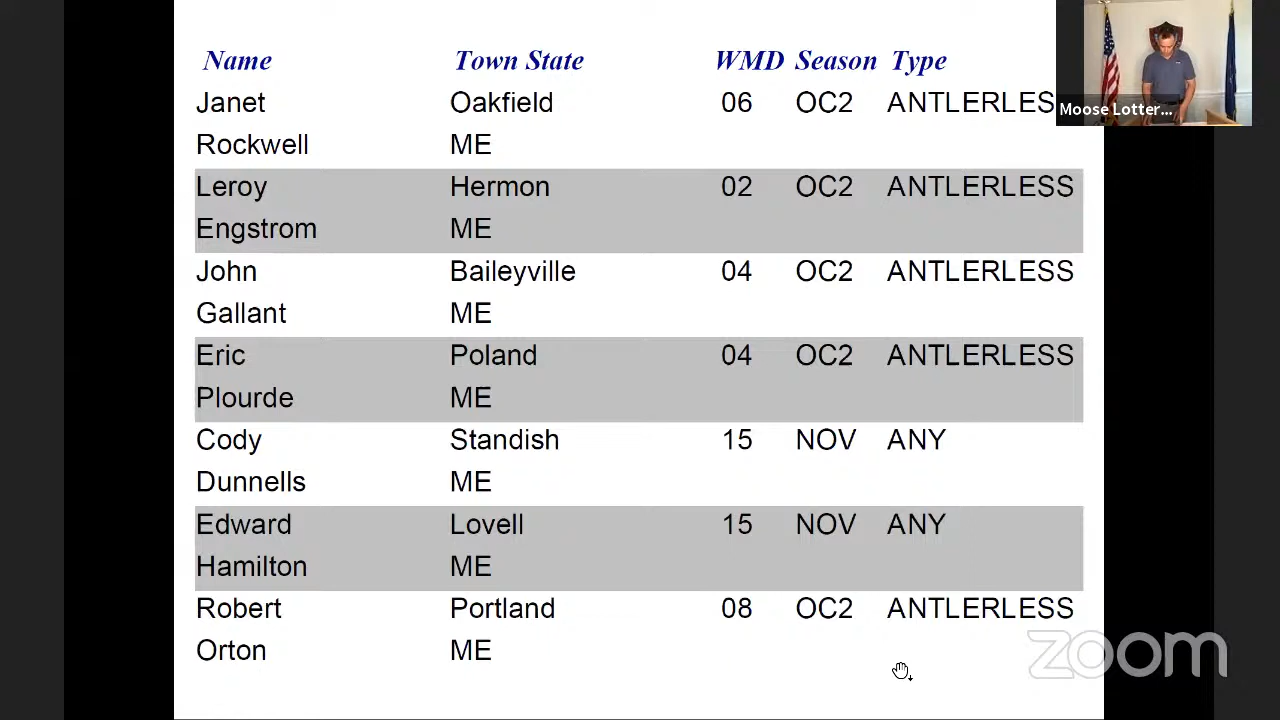 Name Town State WMD Season Type
Janet Oakfield 06 OC2 ANTLERLES
Rockwell ME
Leroy Hermon 02 OC2 ANTLERLESS
Engstrom ME
John Baileyville 04 OC2 ANTLERLESS
Gallant ME
Eric Poland 04 OC2 ANTLERLESS
Plourde ME
Cody Standish 15 NOV ANY
Dunnells ME
Edward Lovell 15 NOV ANY
Hamilton ME
Robert Portland 08 OC2 ANTLERLESS
Orton ME
Moose Lotter...
zoom